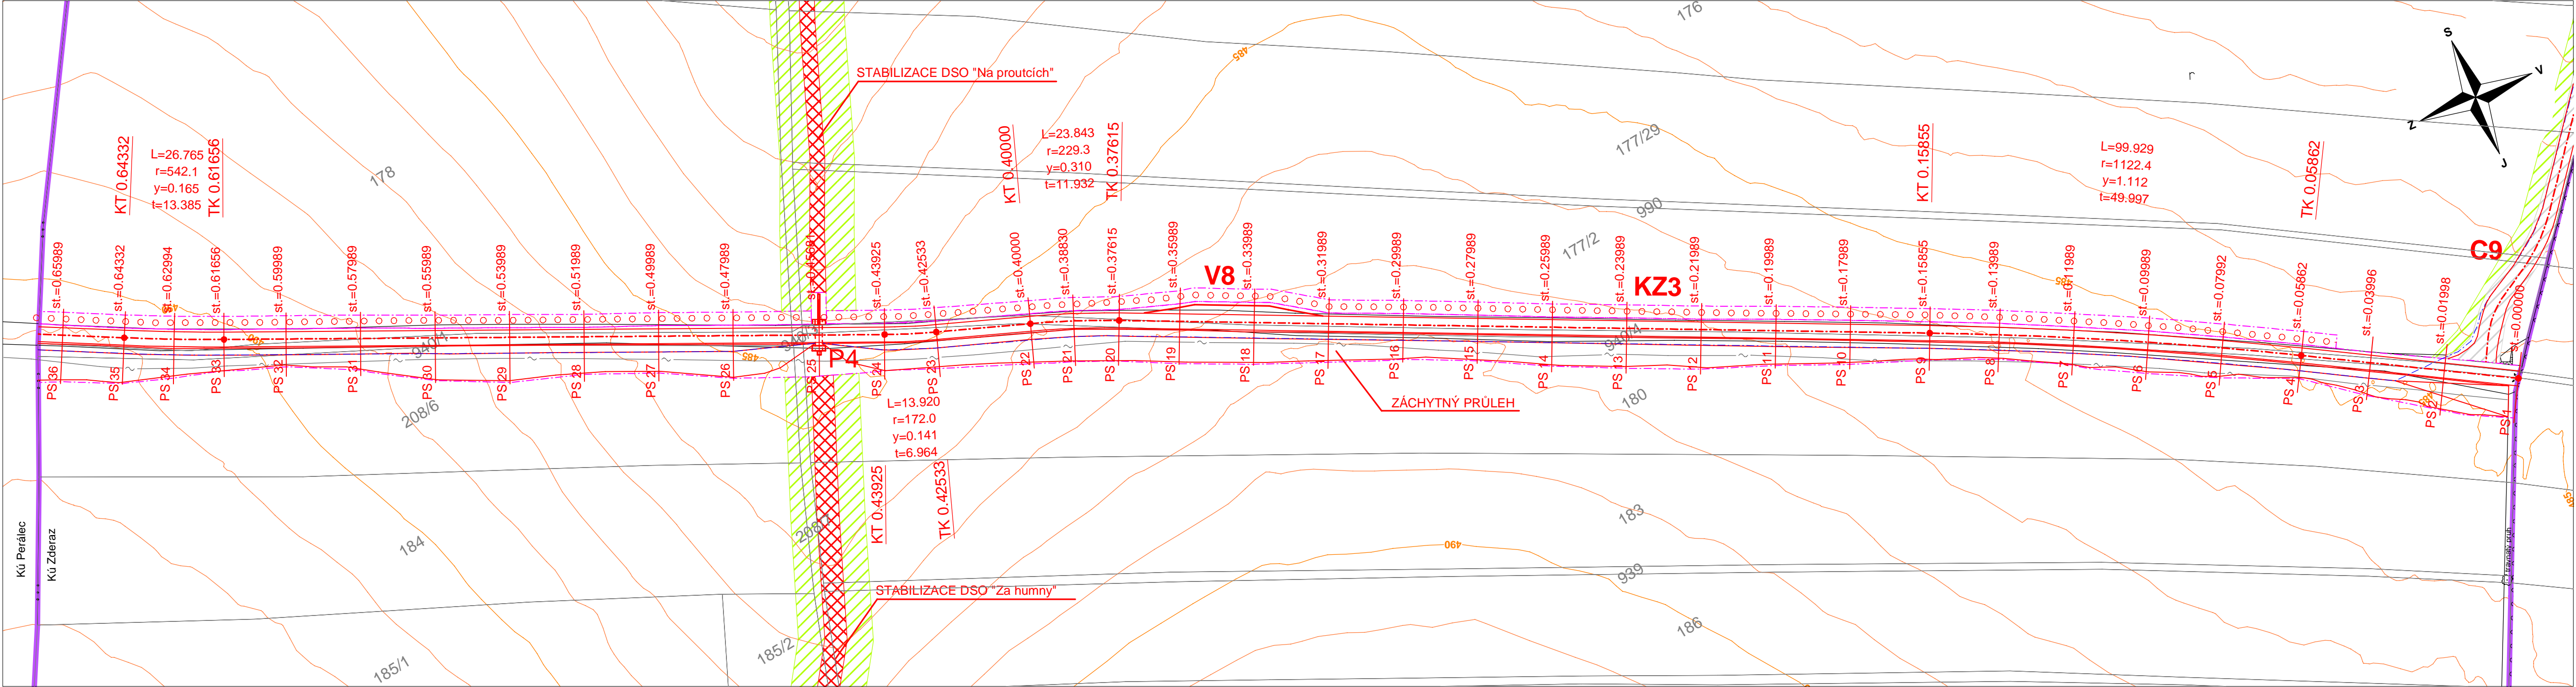 176
S
V
Z
J
STABILIZACE DSO "Na proutcích"
485
r
177/29
KT 0.64332
L=26.765
r=542.1
y=0.165
t=13.385
TK 0.61656
178
KT 0.40000
L=23.843
r=229.3
y=0.310
t=11.932
TK 0.37615
KT 0.15855
L=99.929
r=1122.4
y=1.112
t=49.997
TK 0.05862
990
177/2
C9
V8
KZ3
st.=0.65989
st.=0.64332
st.=0.62994
st.=0.61656
st.=0.59989
st.=0.57989
st.=0.55989
st.=0.53989
st.=0.51989
st.=0.49989
st.=0.47989
st.=0.43925
st.=0.42533
st.=0.40000
st.=0.38830
st.=0.37615
st.=0.35989
st.=0.33989
st.=0.31989
st.=0.29989
st.=0.27989
st.=0.25989
st.=0.23989
st.=0.21989
st.=0.19989
st.=0.17989
st.=0.15855
st.=0.13989
st.=0.11989
st.=0.09989
st.=0.07992
st.=0.05862
st.=0.03996
st.=0.01998
st.=0.00000
485
940/1
940/4
485
P4
PS 36
PS 35
PS 34
PS 33
PS 32
PS 31
PS 30
PS 29
PS 28
PS 27
PS 26
PS 25
PS 24
PS 23
PS 22
PS 21
PS 20
PS 19
PS 18
PS 17
PS 16
PS 15
PS 14
PS 13
PS 12
PS 11
PS 10
PS 9
PS 8
PS 7
PS 6
PS 5
PS 4
PS 3
PS 2
PS 1
485
208/6
L=13.920
r=172.0
y=0.141
t=6.964
ZÁCHYTNÝ PRŮLEH
180
KT 0.43925
TK 0.42533
485
Kú Perálec
Kú Zderaz
184
183
490
939
STABILIZACE DSO "Za humny"
185/1
185/2
186